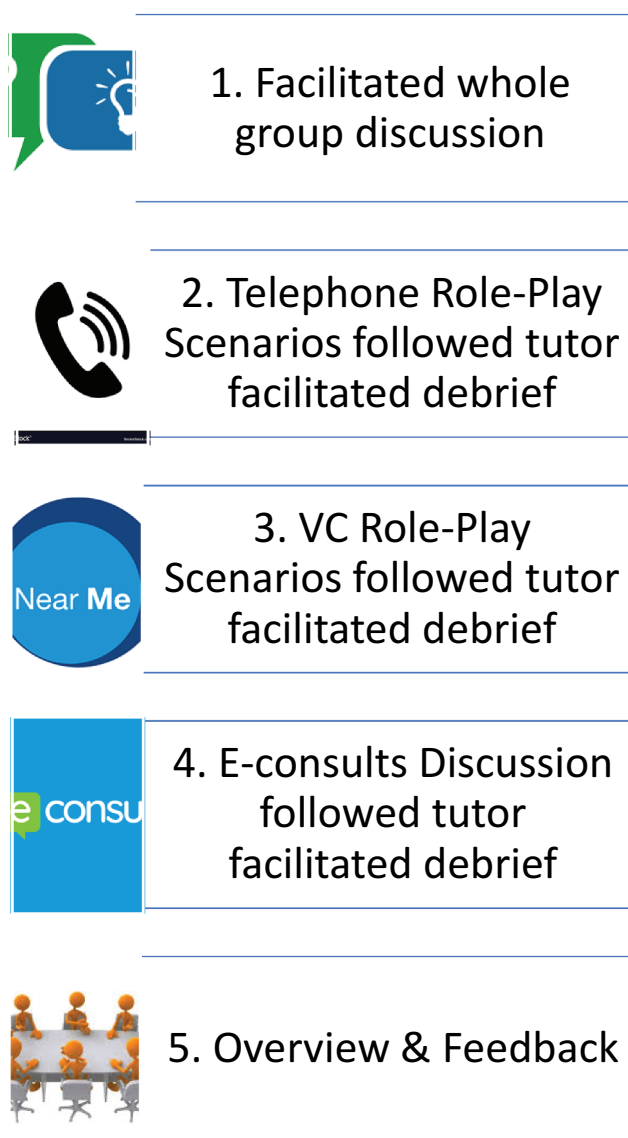 1. Facilitated whole
group discussion
2. Telephone Role-Play
Scenarios followed tutor
facilitated debrief
3. VC Role-Play
Scenarios followed tutor
facilitated debrief
Near Me
4. E-consults Discussion
followed tutor
facilitated debrief
e consu
5. Overview & Feedback